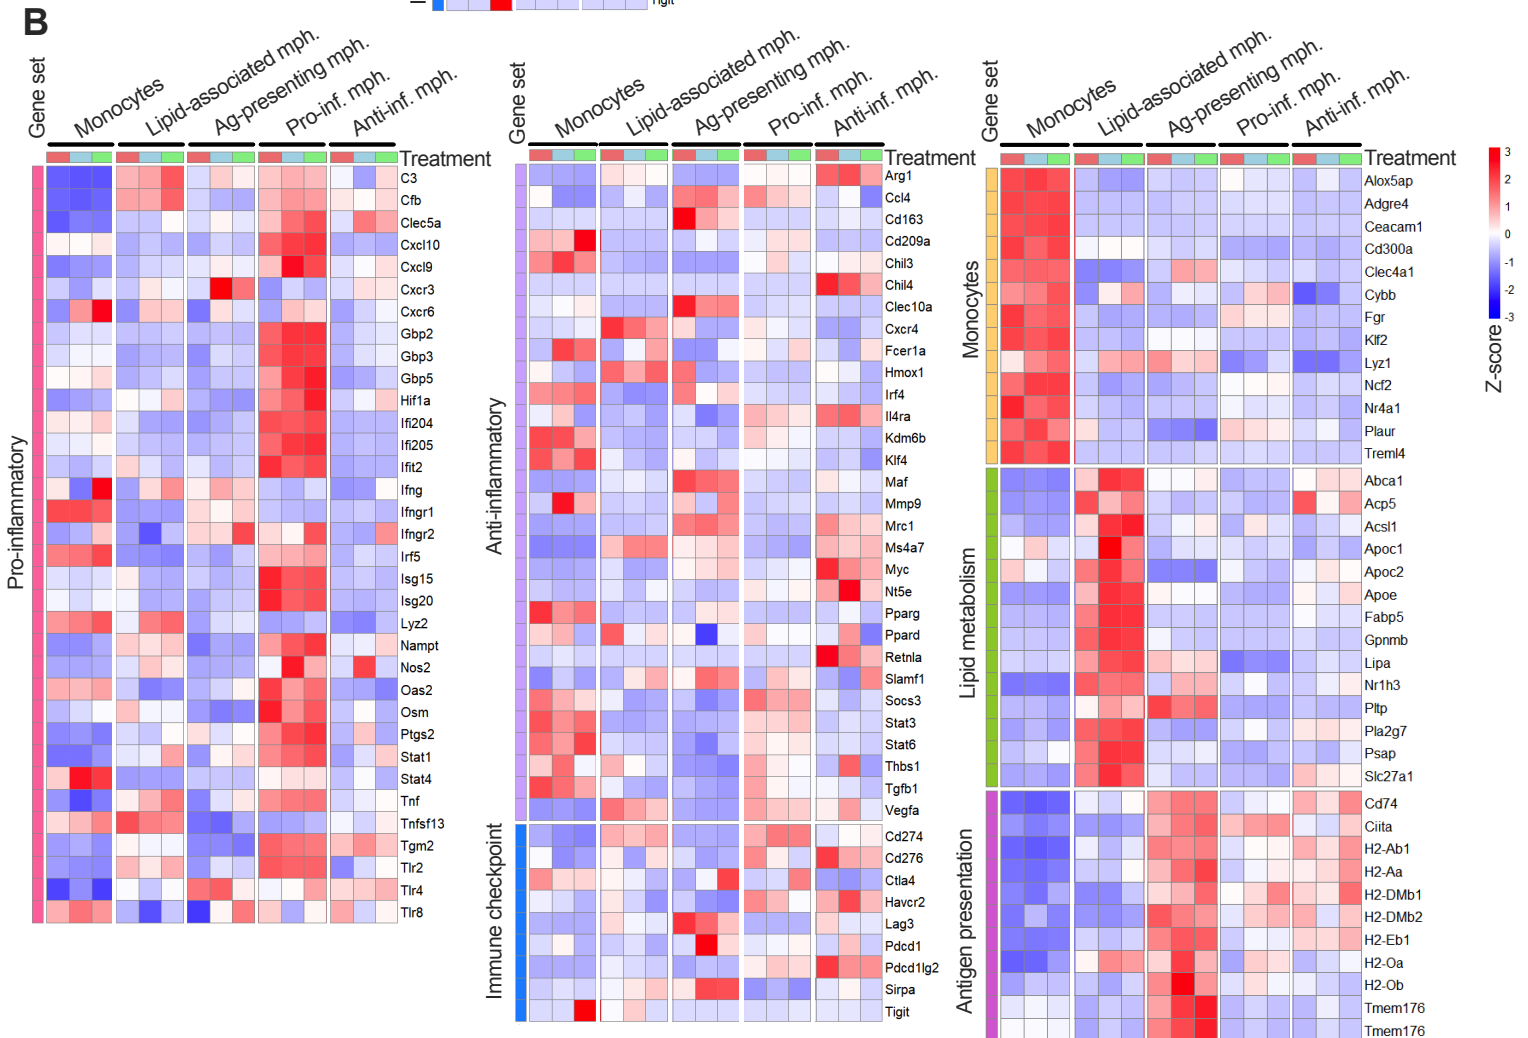 Tigit
B
Gene set
Monocytes
Lipid-associated mph.
Ag-presenting mph.
Pro-inf. mph.
Anti-inf. mph.
Treatment
Pro-inflammatory
C3
Cfb
Clec5a
Cxcl10
Cxcl9
Cxcr3
Cxcr6
Gbp2
Gbp3
Gbp5
Hif1a
Ifi204
Ifi205
Ifit2
Ifng
Ifngr1
Ifngr2
Irf5
Isg15
Isg20
Lyz2
Nampt
Nos2
Oas2
Osm
Ptgs2
Stat1
Stat4
Tnf
Tnfsf13
Tgm2
Tlr2
Tlr4
Tlr8
Gene set
Monocytes
Lipid-associated mph.
Ag-presenting mph.
Pro-inf. mph.
Anti-inf. mph.
Treatment
Anti-inflammatory
Arg1
Ccl4
Cd163
Cd209a
Chil3
Chil4
Clec10a
Cxcr4
Fcer1a
Hmox1
Irf4
Il4ra
Kdm6b
Klf4
Maf
Mmp9
Mrc1
Ms4a7
Myc
Nt5e
Pparg
Ppard
Retnla
Slamf1
Socs3
Stat3
Stat6
Thbs1
Tgfb1
Vegfa
Immune checkpoint
Cd274
Cd276
Ctla4
Havcr2
Lag3
Pdcd1
Pdcd1lg2
Sirpa
Tigit
Gene set
Monocytes
Lipid-associated mph.
Ag-presenting mph.
Pro-inf. mph.
Anti-inf. mph.
Treatment
Monocytes
Alox5ap
Adgre4
Ceacam1
Cd300a
Clec4a1
Cybb
Fgr
Klf2
Lyz1
Ncf2
Nr4a1
Plaur
Treml4
Lipid metabolism
Abca1
Acp5
Acsl1
Apoc1
Apoc2
Apoe
Fabp5
Gpnmb
Lipa
Nr1h3
Pltp
Pla2g7
Psap
Slc27a1
Antigen presentation
Cd74
Ciita
H2-Ab1
H2-Aa
H2-DMb1
H2-DMb2
H2-Eb1
H2-Oa
H2-Ob
Tmem176
Tmem176
3
2
1
0
-1
-2
-3
Z-score